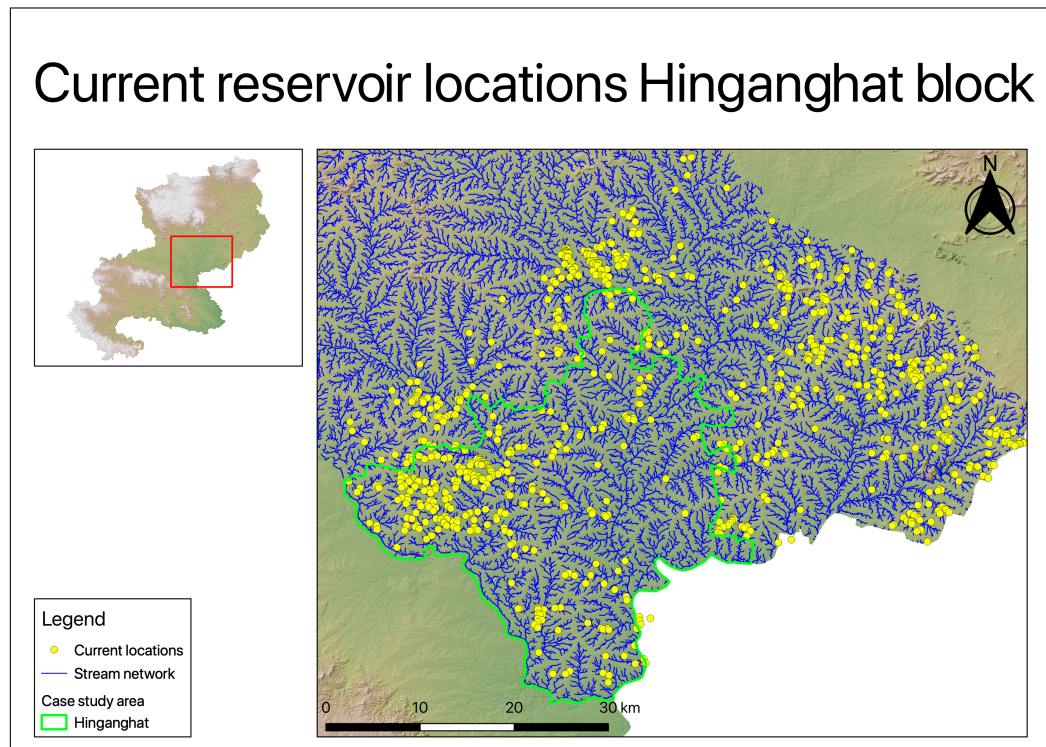 Current reservoir locations Hinganghat block
N
Legend
Current locations
Stream network
Case study area
Hinganghat
0 10 20 30 km